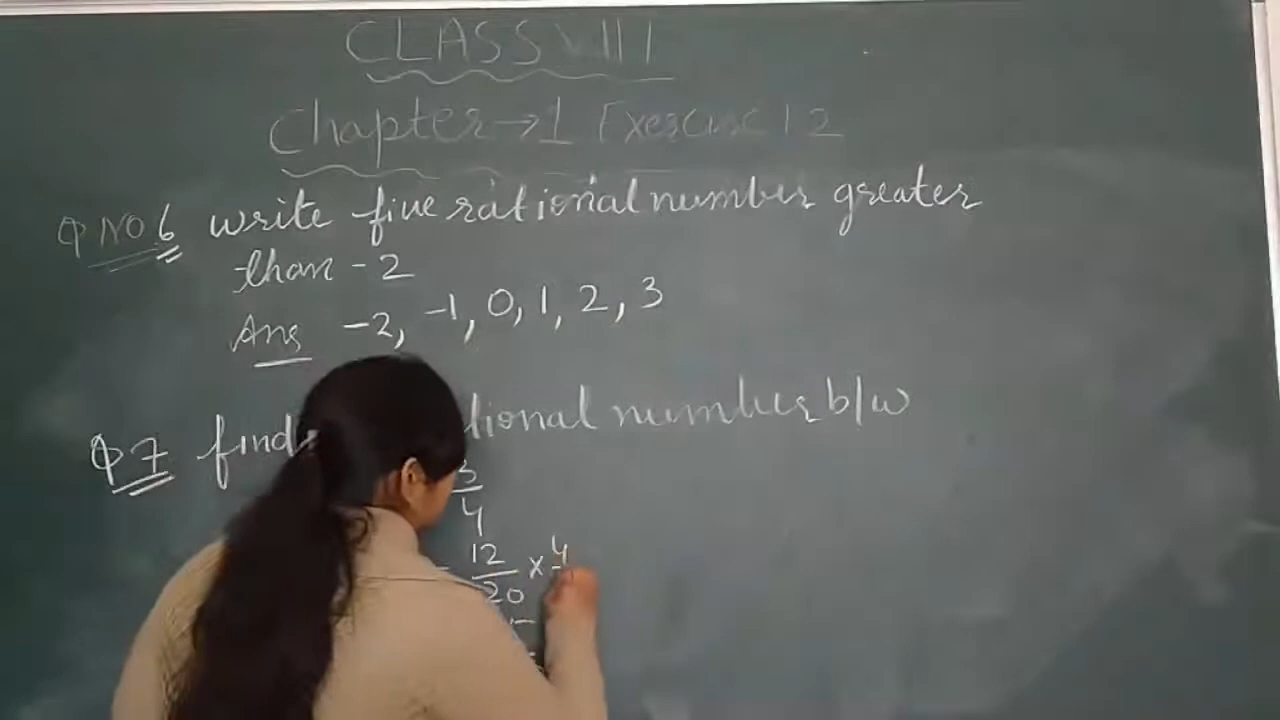 CLASS VIII
Chapter → 1 Exercise 1 2
Q NO 6 write five rational number greater
than - 2
Ans -2, -1, 0, 1, 2, 3
Q 7 find tional number b/w
3/4
12/20 × 4